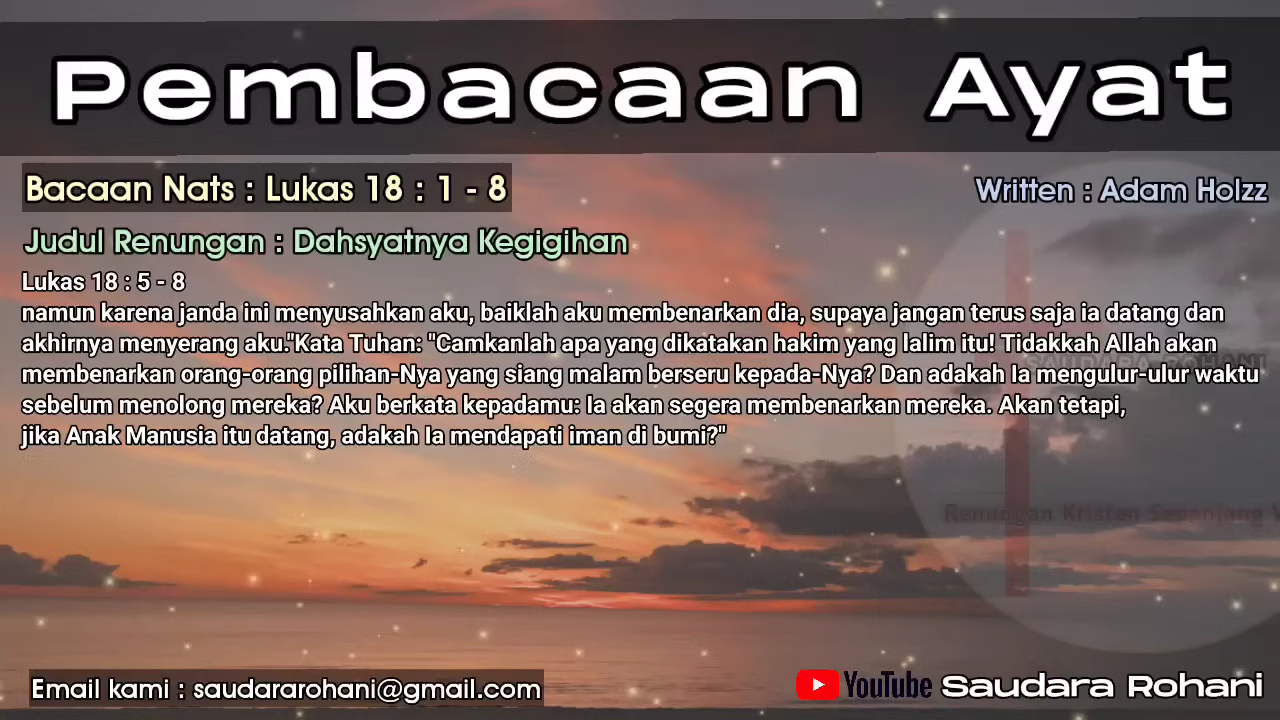 Pembacaan Ayat
Bacaan Nats : Lukas 18 : 1 - 8
Written : Adam Holzz
Judul Renungan : Dahsyatnya Kegigihan
Lukas 18 : 5 - 8
namun karena janda ini menyusahkan aku, baiklah aku membenarkan dia, supaya jangan terus saja ia datang dan
akhirnya menyerang aku."Kata Tuhan: "Camkanlah apa yang dikatakan hakim yang lalim itu! Tidakkah Allah akan
membenarkan orang-orang pilihan-Nya yang siang malam berseru kepada-Nya? Dan adakah Ia mengulur-ulur waktu
sebelum menolong mereka? Aku berkata kepadamu: Ia akan segera membenarkan mereka. Akan tetapi,
jika Anak Manusia itu datang, adakah Ia mendapati iman di bumi?"
SAUDARA ROHANI
Renungan Kristen Sepanjang
Email kami : saudararohani@gmail.com
YouTube Saudara Rohani